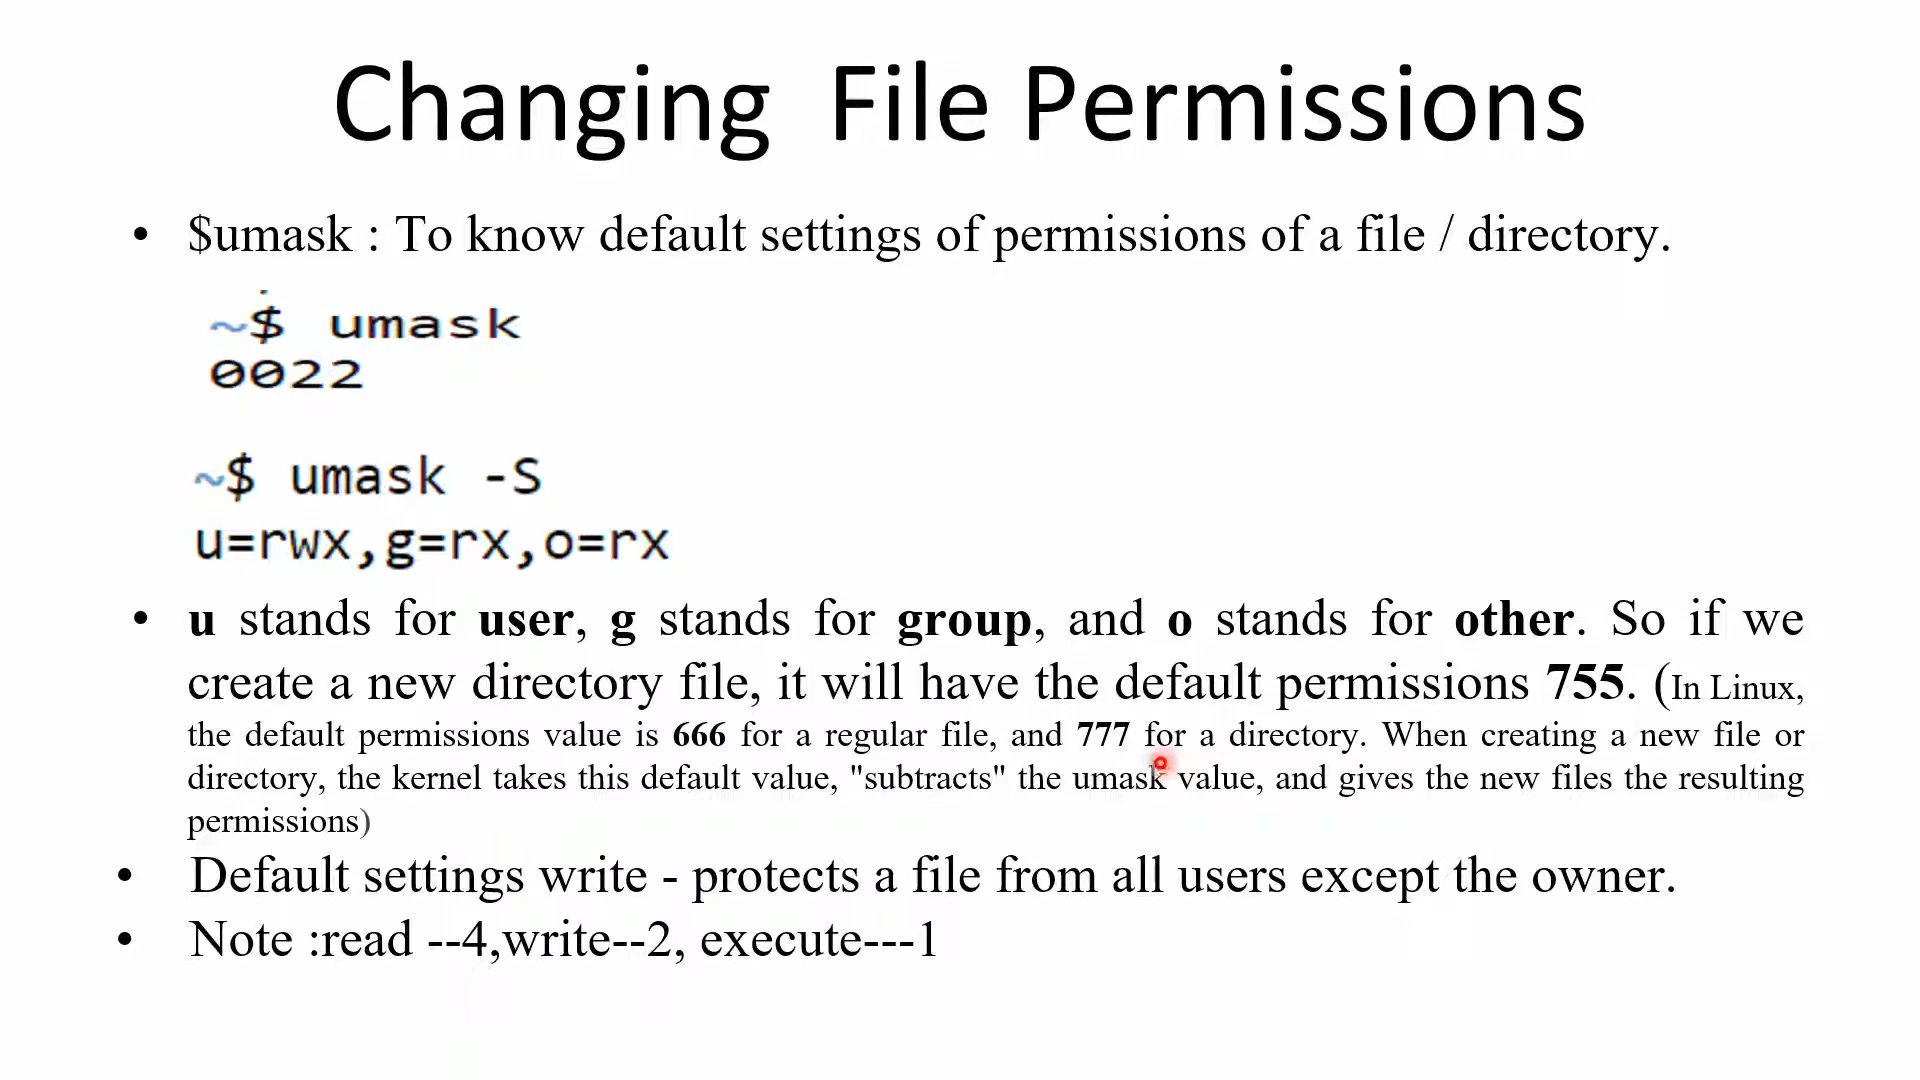 Changing File Permissions
• $umask : To know default settings of permissions of a file / directory.
~$ umask
0022
~$ umask -S
u=rwx,g=rx,o=rx
• u stands for user, g stands for group, and o stands for other. So if we
create a new directory file, it will have the default permissions 755. (In Linux,
the default permissions value is 666 for a regular file, and 777 for a directory. When creating a new file or
directory, the kernel takes this default value, "subtracts" the umask value, and gives the new files the resulting
permissions)
• Default settings write - protects a file from all users except the owner.
• Note :read --4,write--2, execute---1